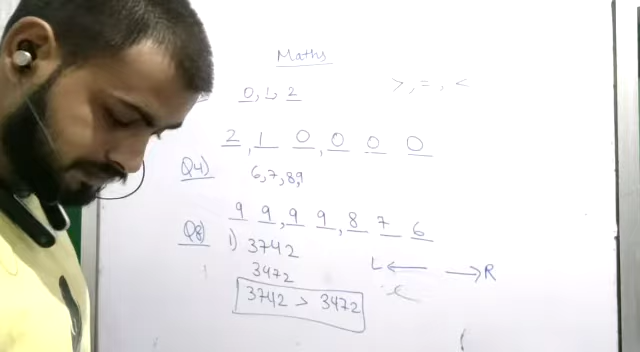 Maths
0, 1, 2
> , = , <
2, 1 0 0 0 0
Q4) 6,7,8,9
9 9, 9 9, 8 7 6
Q8) 1) 3742
3472
L ← → R
3742 > 3472